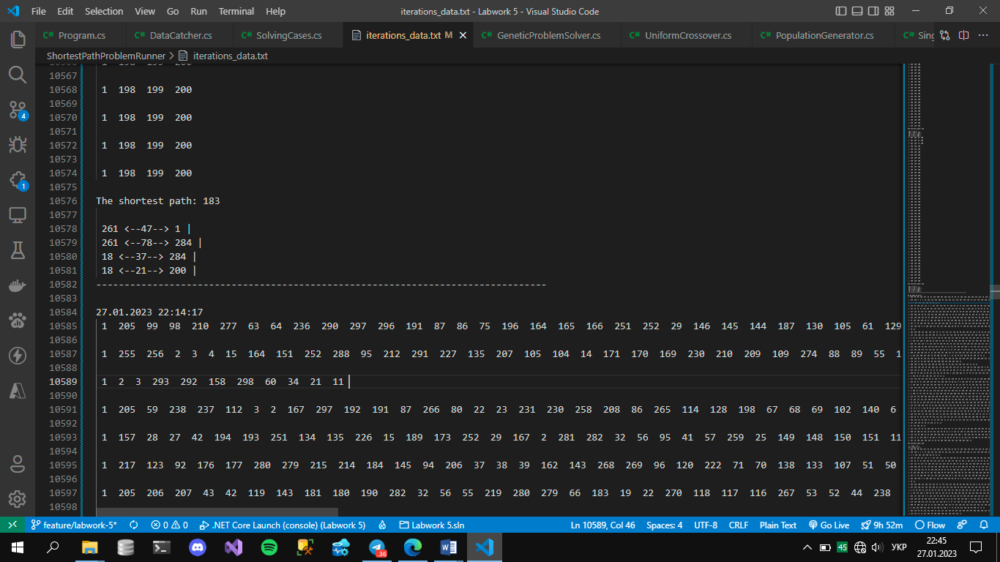 File Edit Selection View Go Run Terminal Help iterations_data.txt - Labwork 5 - Visual Studio Code
C# Program.cs C# DataCatcher.cs C# SolvingCases.cs iterations_data.txt M C# GeneticProblemSolver.cs C# UniformCrossover.cs C# PopulationGenerator.cs C# Sing
ShortestPathProblemRunner > iterations_data.txt
10567
10568 1 198 199 200
10569
10570 1 198 199 200
10571
10572 1 198 199 200
10573
10574 1 198 199 200
10575
10576 The shortest path: 183
10577
10578 261 <--47--> 1 |
10579 261 <--78--> 284 |
10580 18 <--37--> 284 |
10581 18 <--21--> 200 |
10582 --------------------------------------------------------------------------------
10583
10584 27.01.2023 22:14:17
10585 1 205 99 98 210 277 63 64 236 290 297 296 191 87 86 75 196 164 165 166 251 252 29 146 145 144 187 130 105 61 129
10586
10587 1 255 256 2 3 4 15 164 151 252 288 95 212 291 227 135 207 105 104 14 171 170 169 230 210 209 109 274 88 89 55 1
10588
10589 1 2 3 293 292 158 298 60 34 21 11
10590
10591 1 205 59 238 237 112 3 2 167 297 192 191 87 266 80 22 23 231 230 258 208 86 265 114 128 198 67 68 69 102 140 6
10592
10593 1 157 28 27 42 194 193 251 134 135 226 15 189 173 252 29 167 2 281 282 32 56 95 41 57 259 25 149 148 150 151 11
10594
10595 1 217 123 92 176 177 280 279 215 214 184 145 94 206 37 38 39 162 143 268 269 96 120 222 71 70 138 133 107 51 50
10596
10597 1 205 206 207 43 42 119 143 181 180 190 282 32 56 55 219 280 279 66 183 19 22 270 118 117 116 267 53 52 44 238
10598
4
1
feature/labwork-5* 0 0 .NET Core Launch (console) (Labwork 5) Labwork 5.sln Ln 10589, Col 46 Spaces: 4 UTF-8 CRLF Plain Text Go Live 9h 52m Flow
36 45 УКР 22:45
27.01.2023